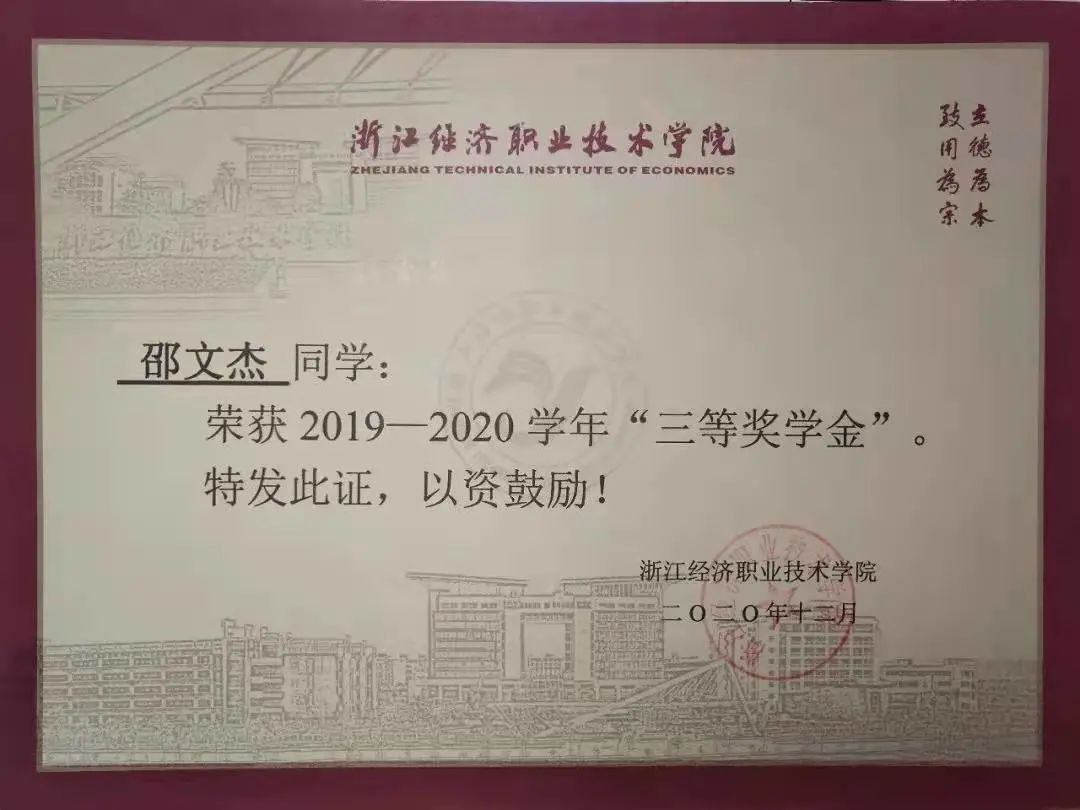 浙江经济职业技术学院
ZHEJIANG TECHNICAL INSTITUTE OF ECONOMICS
立德為本
致用為宗
邵文杰 同学：
荣获 2019—2020 学年“三等奖学金”。
特发此证，以资鼓励！
浙江经济职业技术学院
二〇二〇年十二月